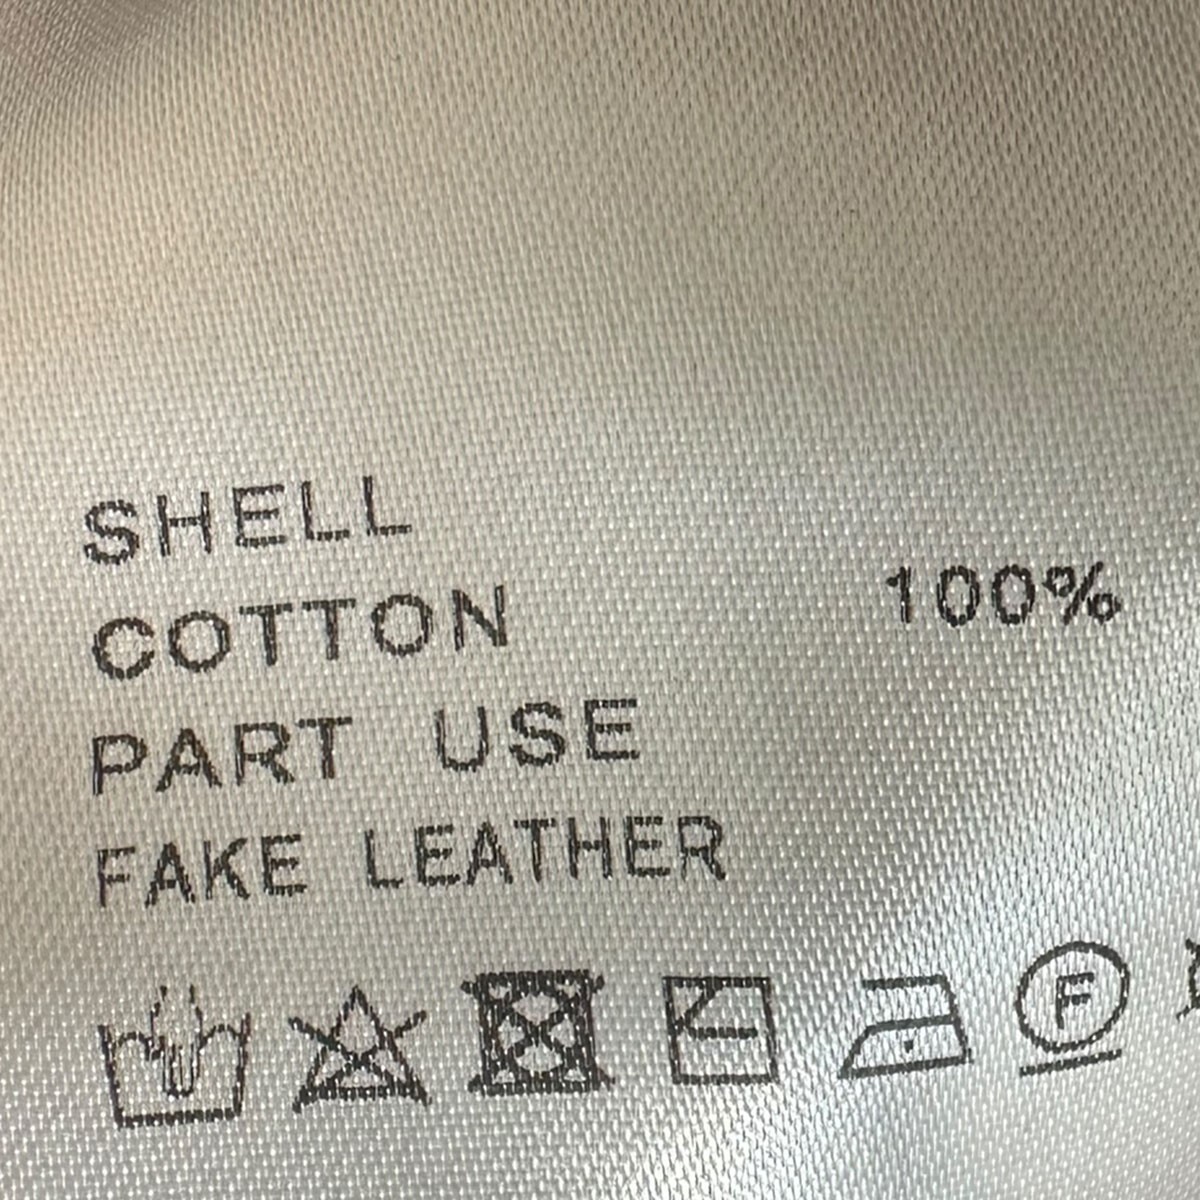 SHELL
COTTON 100%
PART USE
FAKE LEATHER
F